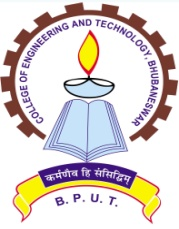 COLLEGE OF ENGINEERING AND TECHNOLOGY, BHUBANESWAR
कर्मणैव हि संसिद्धिम्
B. P. U. T.